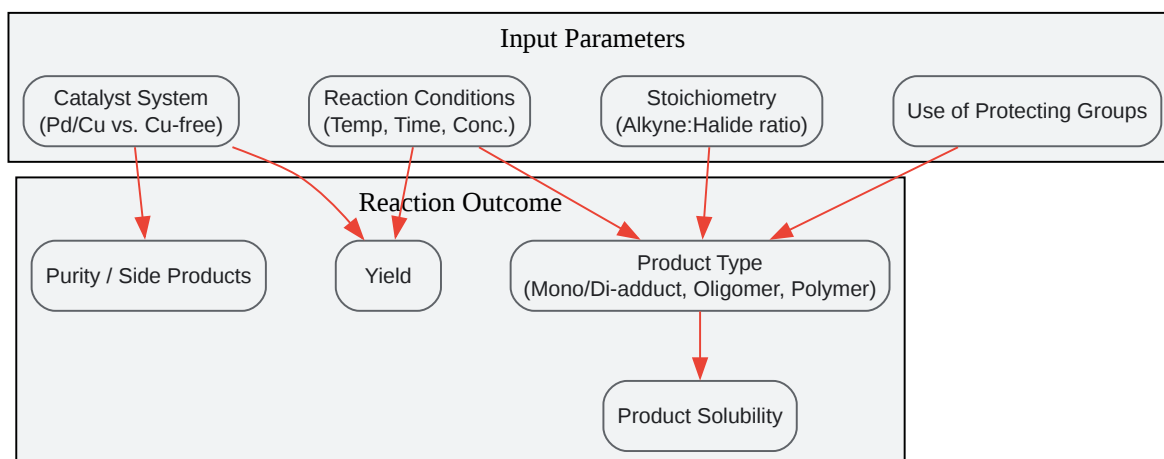 Input Parameters
Catalyst System
(Pd/Cu vs. Cu-free)
Reaction Conditions
(Temp, Time, Conc.)
Stoichiometry
(Alkyne:Halide ratio)
Use of Protecting Groups
Reaction Outcome
Purity / Side Products
Yield
Product Type
(Mono/Di-adduct, Oligomer, Polymer)
Product Solubility